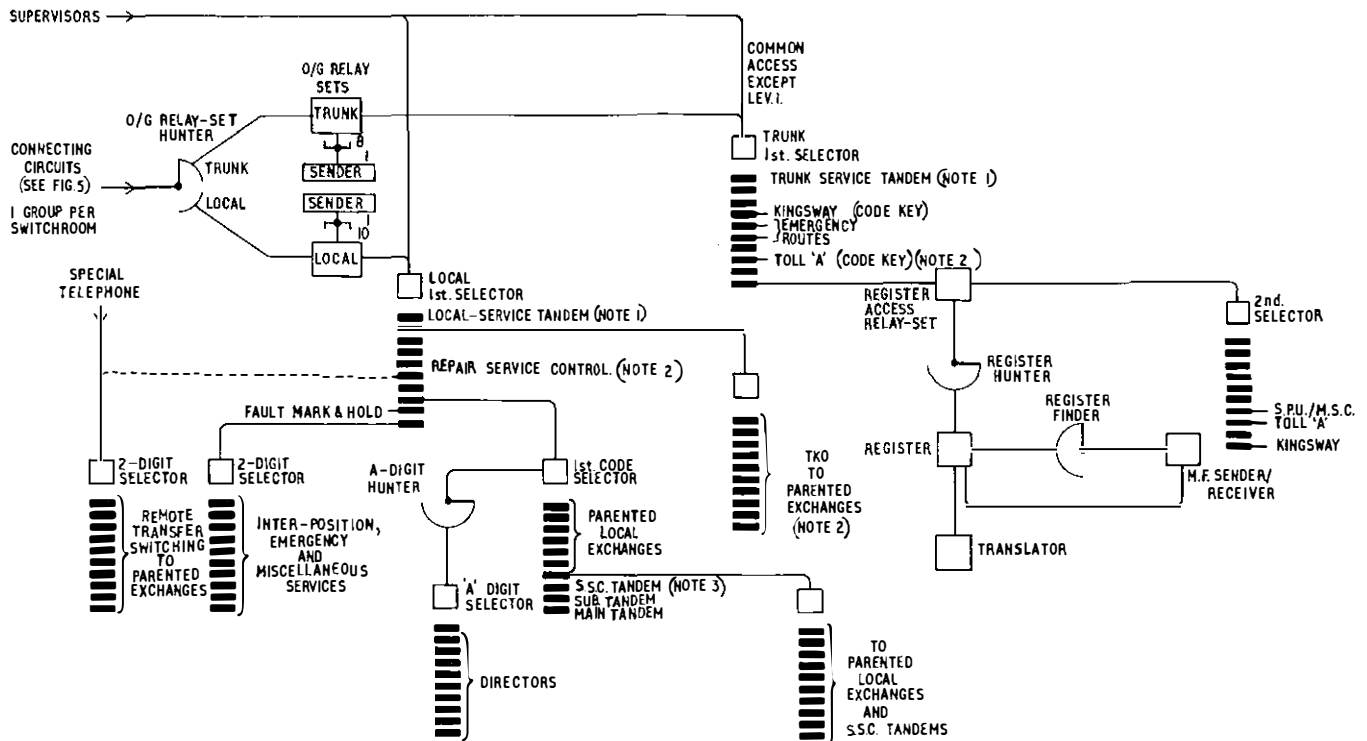 SUPERVISORS
COMMON
ACCESS
EXCEPT
LEV. 1.
O/G RELAY
SETS
TRUNK
8
1
SENDER
O/G RELAY-SET
HUNTER
TRUNK
LOCAL
CONNECTING
CIRCUITS
(SEE FIG.5)
1 GROUP PER
SWITCHROOM
SENDER
1
10
LOCAL
TRUNK
1st. SELECTOR
TRUNK SERVICE TANDEM (NOTE 1)
KINGSWAY (CODE KEY)
EMERGENCY
ROUTES
TOLL 'A' (CODE KEY)(NOTE 2)
SPECIAL
TELEPHONE
LOCAL
1st. SELECTOR
LOCAL-SERVICE TANDEM (NOTE 1)
REPAIR SERVICE CONTROL. (NOTE 2)
FAULT MARK & HOLD
REGISTER
ACCESS
RELAY-SET
2nd.
SELECTOR
REGISTER
HUNTER
REGISTER
FINDER
S.P.U./M.S.C.
TOLL 'A'
KINGSWAY
REGISTER
M.F. SENDER/
RECEIVER
TRANSLATOR
2-DIGIT
SELECTOR
2-DIGIT
SELECTOR
A-DIGIT
HUNTER
1st. CODE
SELECTOR
REMOTE
TRANSFER
SWITCHING
TO
PARENTED
EXCHANGES
INTER-POSITION,
EMERGENCY
AND
MISCELLANEOUS
SERVICES
PARENTED
LOCAL
EXCHANGES
TKO
TO
PARENTED
EXCHANGES
(NOTE 2)
'A' DIGIT
SELECTOR
S.S.C. TANDEM (NOTE 3)
SUB. TANDEM
MAIN TANDEM
DIRECTORS
TO
PARENTED
LOCAL
EXCHANGES
AND
S.S.C. TANDEMS